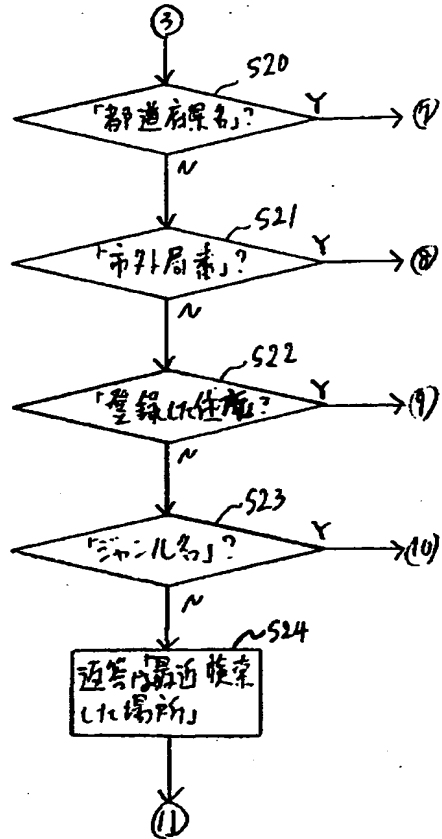 ③
S20
「都道府県名」?
Y
⑦
N
S21
「市外局番」?
Y
⑧
N
S22
「登録した住所」?
Y
⑨
N
S23
「ジャンル名」?
Y
⑩
N
S24
返答は「最近検索
した場所」
⑪